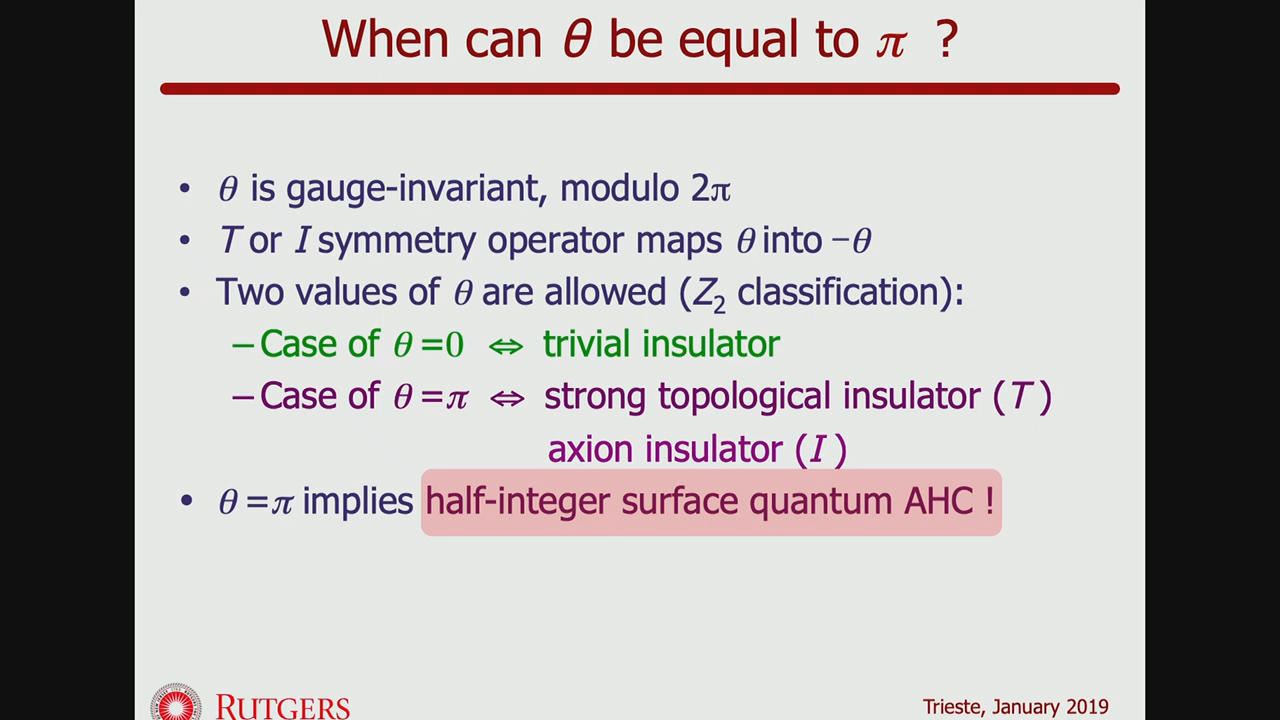 When can θ be equal to π ?
• θ is gauge-invariant, modulo 2π
• T or I symmetry operator maps θ into −θ
• Two values of θ are allowed (Z₂ classification):
–Case of θ=0 ⇔ trivial insulator
–Case of θ=π ⇔ strong topological insulator (T)
axion insulator (I)
• θ=π implies half-integer surface quantum AHC !
RUTGERS
Trieste, January 2019